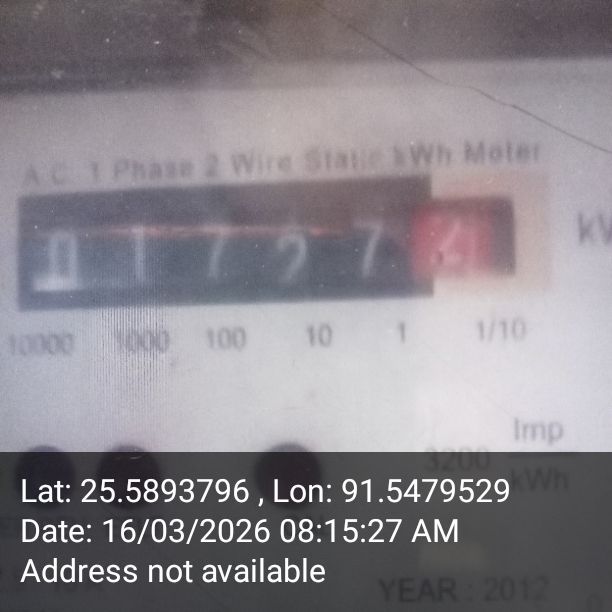 A.C. 1 Phase 2 Wire Static kWh Meter
0 1 7
7
10000 1000 100 10 1 1/10
Imp
3200
kWh
Lat: 25.5893796 , Lon: 91.5479529
Date: 16/03/2026 08:15:27 AM
Address not available
YEAR : 2012